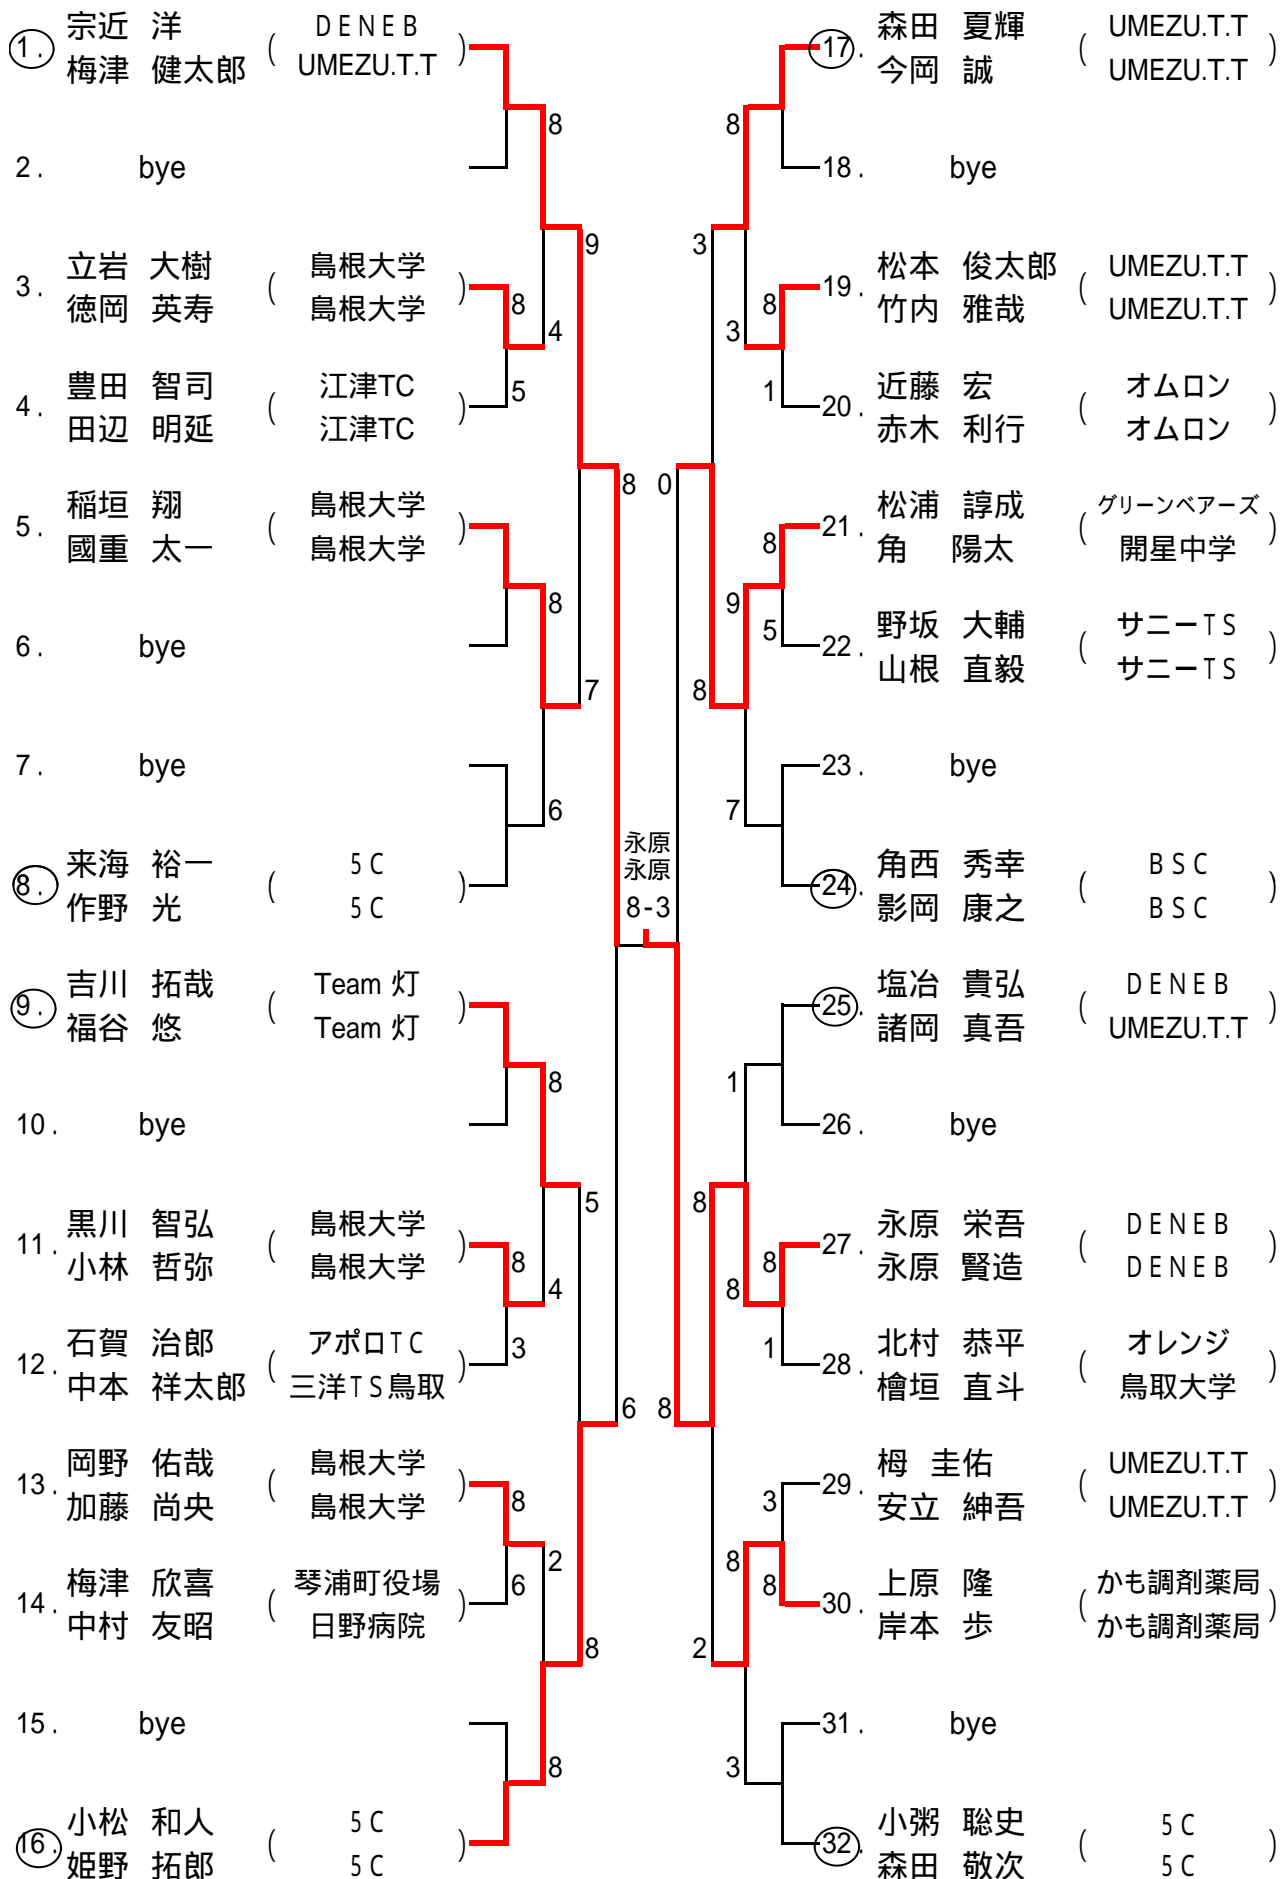 1. 宗近 洋 ( DENEB )
梅津 健太郎 UMEZU.T.T
8
2. bye
9
3. 立岩 大樹 ( 島根大学 )
徳岡 英寿 島根大学
8
4
4. 豊田 智司 ( 江津TC )
田辺 明延 江津TC
5
8
5. 稲垣 翔 ( 島根大学 )
國重 太一 島根大学
8
6. bye
7
7. bye
6
8. 来海 裕一 ( 5C )
作野 光 5C
9. 吉川 拓哉 ( Team 灯 )
福谷 悠 Team 灯
8
10. bye
5
11. 黒川 智弘 ( 島根大学 )
小林 哲弥 島根大学
8
4
12. 石賀 治郎 ( アポロTC )
中本 祥太郎 三洋TS鳥取
3
6
13. 岡野 佑哉 ( 島根大学 )
加藤 尚央 島根大学
8
2
14. 梅津 欣喜 ( 琴浦町役場 )
中村 友昭 日野病院
6
8
15. bye
8
16. 小松 和人 ( 5C )
姫野 拓郎 5C
永原
永原
8-3
17. 森田 夏輝 ( UMEZU.T.T )
今岡 誠 UMEZU.T.T
8
18. bye
3
19. 松本 俊太郎 ( UMEZU.T.T )
竹内 雅哉 UMEZU.T.T
8
3
20. 近藤 宏 ( オムロン )
赤木 利行 オムロン
1
0
21. 松浦 諄成 ( グリーンベアーズ )
角 陽太 開星中学
8
9
22. 野坂 大輔 ( サニーTS )
山根 直毅 サニーTS
5
8
23. bye
7
24. 角西 秀幸 ( BSC )
影岡 康之 BSC
25. 塩冶 貴弘 ( DENEB )
諸岡 真吾 UMEZU.T.T
1
26. bye
8
27. 永原 栄吾 ( DENEB )
永原 賢造 DENEB
8
8
28. 北村 恭平 ( オレンジ )
檜垣 直斗 鳥取大学
1
8
29. 栂 圭佑 ( UMEZU.T.T )
安立 紳吾 UMEZU.T.T
3
8
30. 上原 隆 ( かも調剤薬局 )
岸本 歩 かも調剤薬局
8
2
31. bye
3
32. 小粥 聡史 ( 5C )
森田 敬次 5C